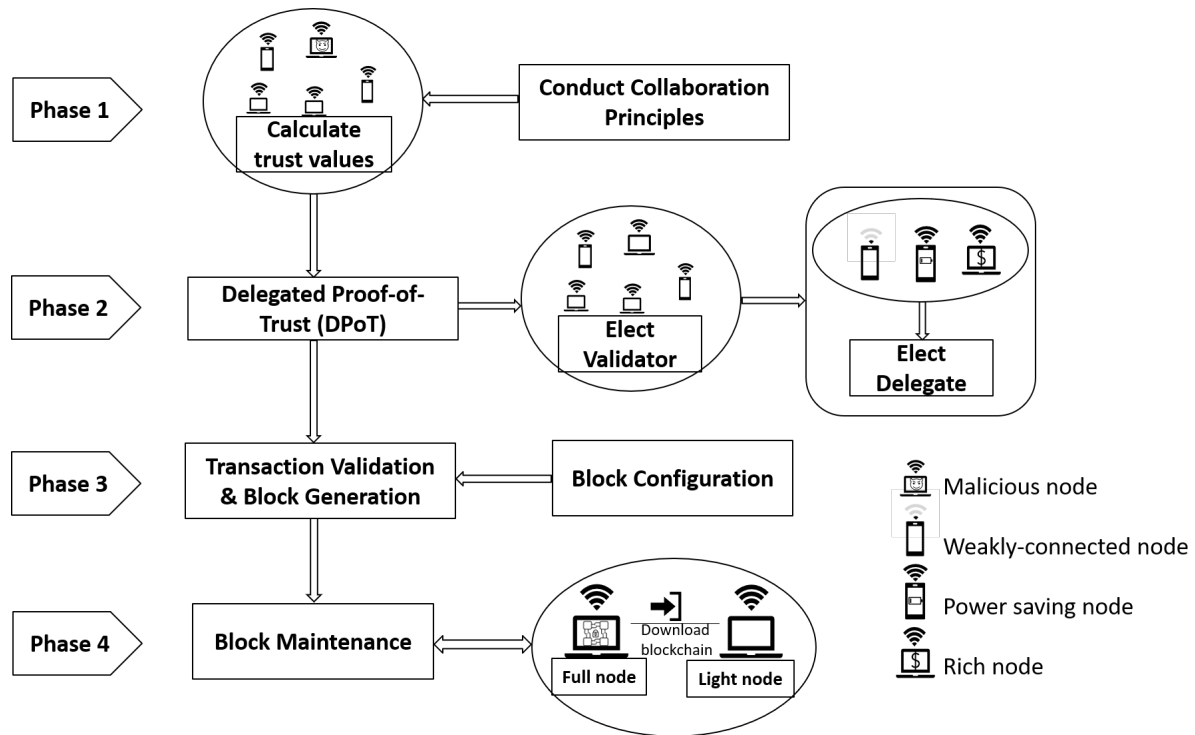 Phase 1
Calculate
trust values
Conduct Collaboration
Principles
Phase 2
Delegated Proof-of-
Trust (DPoT)
Elect
Validator
Elect
Delegate
Phase 3
Transaction Validation
& Block Generation
Block Configuration
Phase 4
Block Maintenance
Download
blockchain
Full node
Light node
Malicious node
Weakly-connected node
Power saving node
$
Rich node